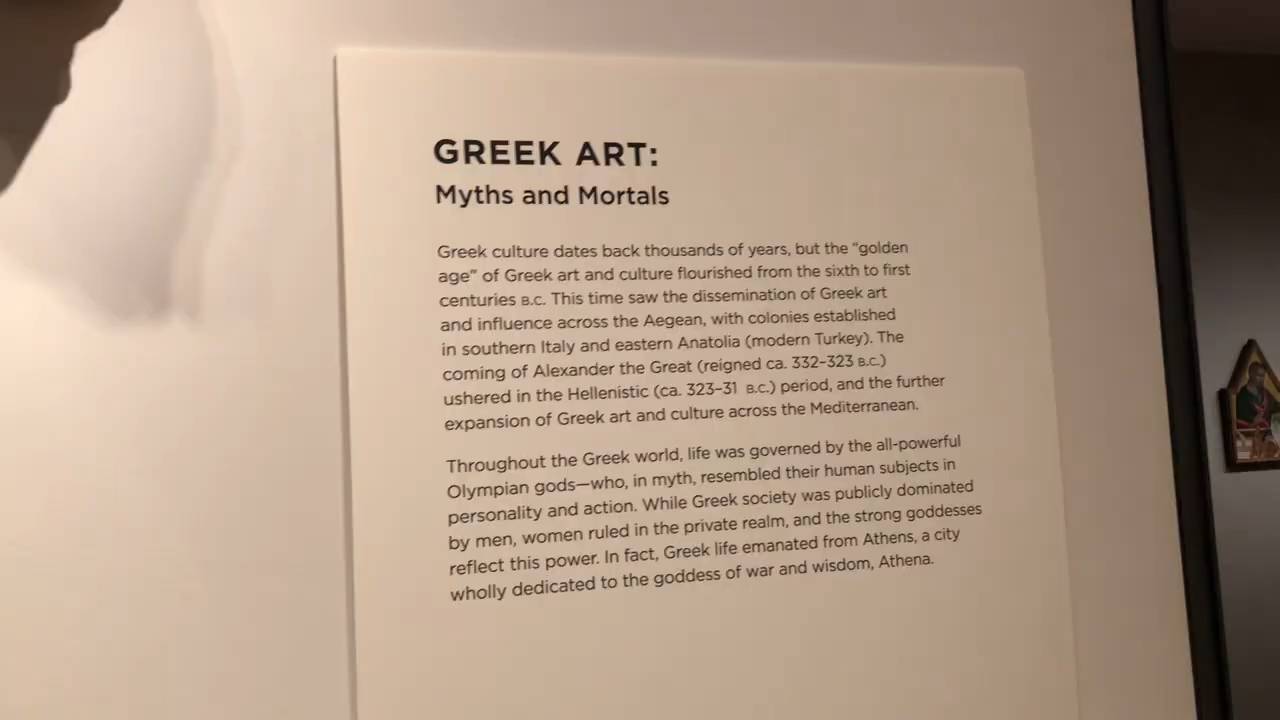 GREEK ART:
Myths and Mortals
Greek culture dates back thousands of years, but the “golden
age” of Greek art and culture flourished from the sixth to first
centuries B.C. This time saw the dissemination of Greek art
and influence across the Aegean, with colonies established
in southern Italy and eastern Anatolia (modern Turkey). The
coming of Alexander the Great (reigned ca. 332–323 B.C.)
ushered in the Hellenistic (ca. 323–31 B.C.) period, and the further
expansion of Greek art and culture across the Mediterranean.
Throughout the Greek world, life was governed by the all-powerful
Olympian gods—who, in myth, resembled their human subjects in
personality and action. While Greek society was publicly dominated
by men, women ruled in the private realm, and the strong goddesses
reflect this power. In fact, Greek life emanated from Athens, a city
wholly dedicated to the goddess of war and wisdom, Athena.